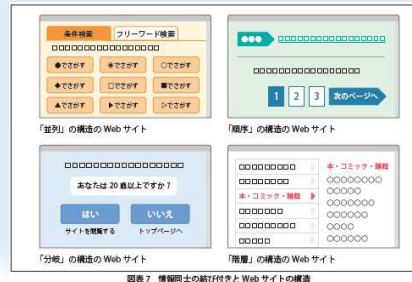 条件検索 フリーワード検索
□□□□□□□□□□□□□□□□□
●でさがす ◉でさがす ○でさがす
◆でさがす □でさがす ■でさがす
▲でさがす ▶でさがす ▷でさがす
「並列」の構造の Web サイト
●●● □□□□□□□□□□□□□□□□□
□□□□□□□□□□□□□□□□□
1 2 3 次のページへ
「順序」の構造の Web サイト
□□□□□□□□□□□□□□□□□
あなたは 20 歳以上ですか？
はい いいえ
サイトを閲覧する トップページへ
「分岐」の構造の Web サイト
□□□□□□□□□
□□□□□□□□
本・コミック・雑誌
□□□□□□□
□□□□□□□
□□□□□
本・コミック・雑誌
○○○○○○○○
○○○○○
○○○○○○○
○○○○○○
○○○○
○○○○○○
「階層」の構造の Web サイト
図表 7 情報同士の結び付きと Web サイトの構造